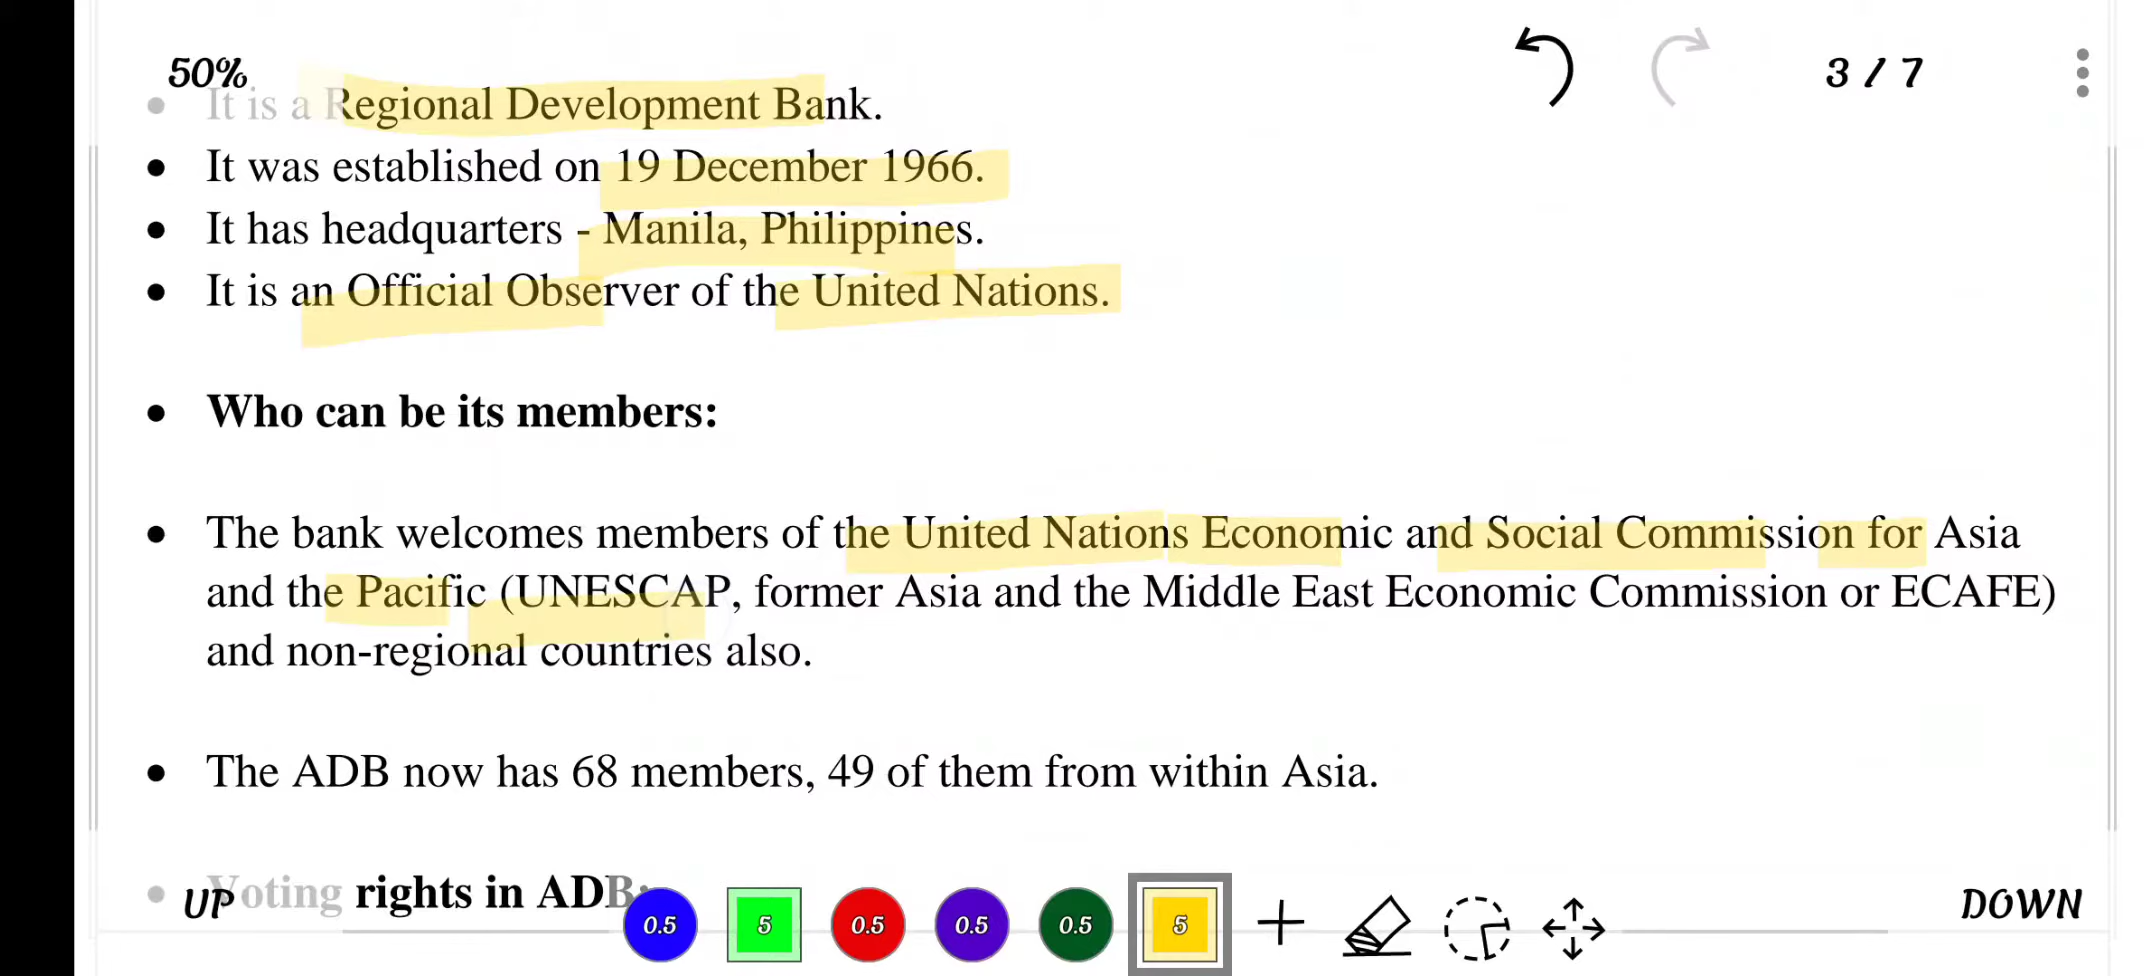 50%
3 / 7
• It is a Regional Development Bank.
• It was established on 19 December 1966.
• It has headquarters - Manila, Philippines.
• It is an Official Observer of the United Nations.
• Who can be its members:
• The bank welcomes members of the United Nations Economic and Social Commission for Asia
and the Pacific (UNESCAP, former Asia and the Middle East Economic Commission or ECAFE)
and non-regional countries also.
• The ADB now has 68 members, 49 of them from within Asia.
• Voting rights in ADB:
UP
0.5
5
0.5
0.5
0.5
5
DOWN